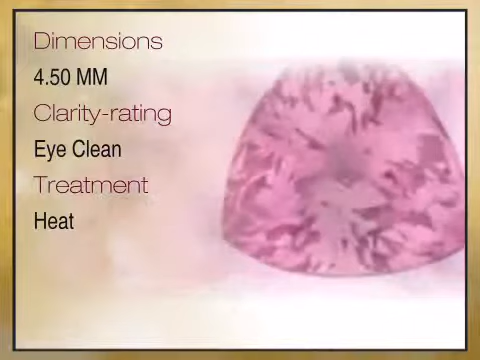 Dimensions
4.50 MM
Clarity-rating
Eye Clean
Treatment
Heat